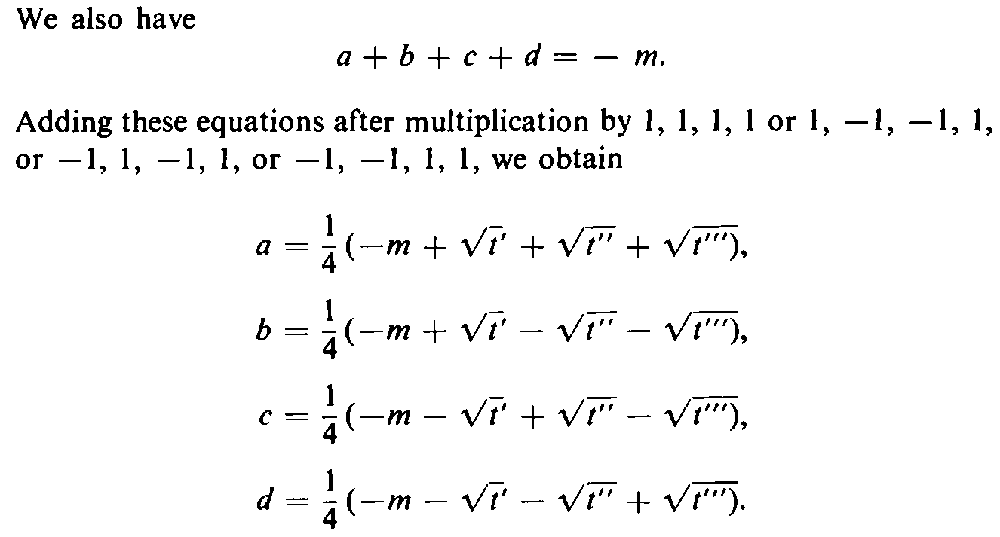 We also have
a + b + c + d = − m.
Adding these equations after multiplication by 1, 1, 1, 1 or 1, −1, −1, 1,
or −1, 1, −1, 1, or −1, −1, 1, 1, we obtain
a = \frac{1}{4}(−m + \sqrt{t'} + \sqrt{t''} + \sqrt{t'''}),
b = \frac{1}{4}(−m + \sqrt{t'} − \sqrt{t''} − \sqrt{t'''}),
c = \frac{1}{4}(−m − \sqrt{t'} + \sqrt{t''} − \sqrt{t'''}),
d = \frac{1}{4}(−m − \sqrt{t'} − \sqrt{t''} + \sqrt{t'''}).